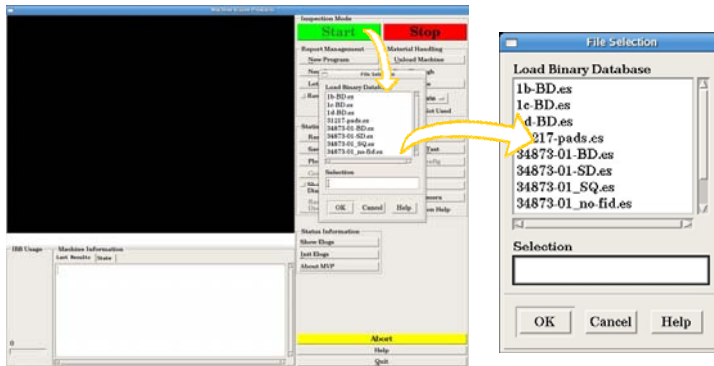 Inspection Mode
Start
Stop
Report Management
Material Handling
New Program
Unload Machine
File Selection
Load Binary Database
1b-BD.es
1c-BD.es
1d-BD.es
31217-pads.es
34873-01-BD.es
34873-01-SD.es
34873-01_SQ.es
34873-01_no-fid.es
Selection
OK
Cancel
Help
Status Information
Show Elogs
Init Elogs
About MVP
Abort
Help
Quit
IBB Usage
0
Machine Information
Last Results
State
File Selection
Load Binary Database
1b-BD.es
1c-BD.es
d-BD.es
217-pads.es
34873-01-BD.es
34873-01-SD.es
34873-01_SQ.es
34873-01_no-fid.es
Selection
OK
Cancel
Help